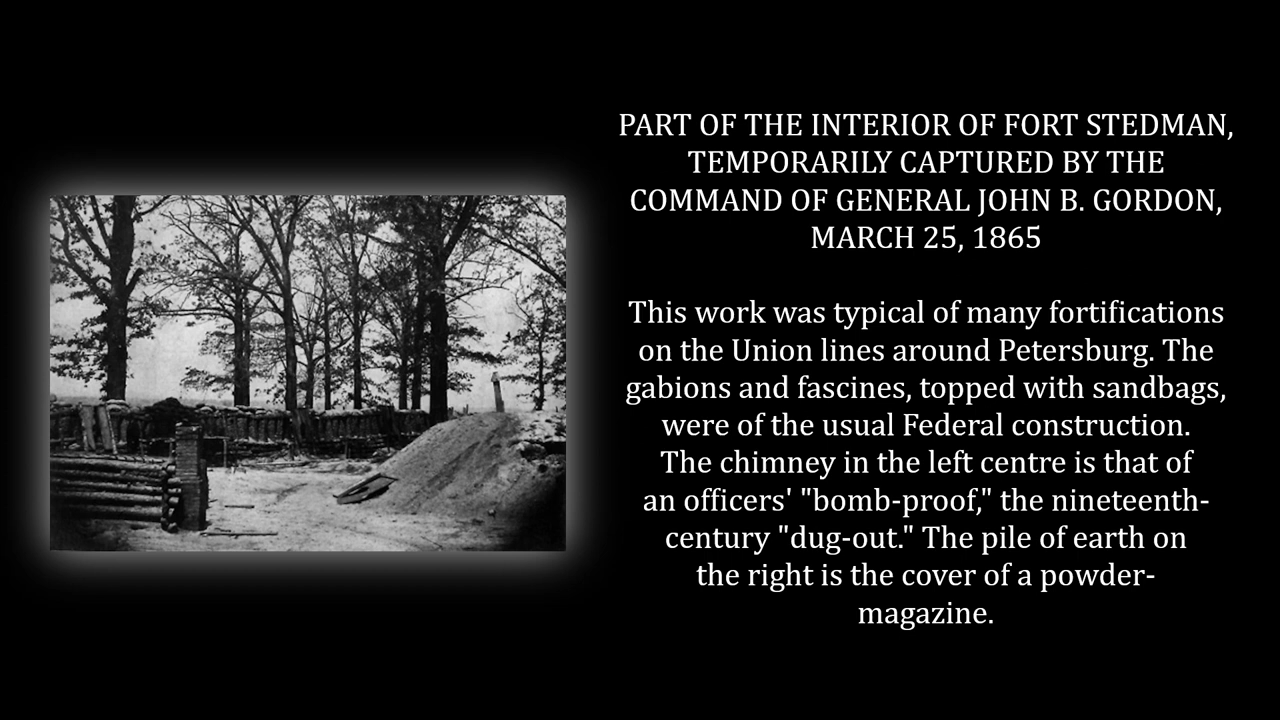 PART OF THE INTERIOR OF FORT STEDMAN,
TEMPORARILY CAPTURED BY THE
COMMAND OF GENERAL JOHN B. GORDON,
MARCH 25, 1865
This work was typical of many fortifications
on the Union lines around Petersburg. The
gabions and fascines, topped with sandbags,
were of the usual Federal construction.
The chimney in the left centre is that of
an officers' "bomb-proof," the nineteenth-
century "dug-out." The pile of earth on
the right is the cover of a powder-
magazine.